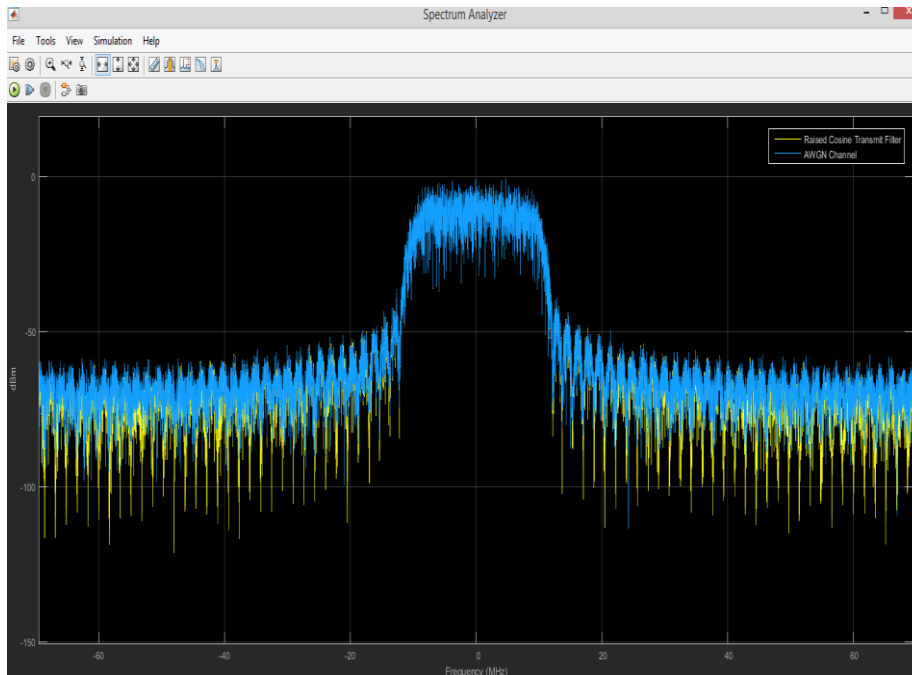 Spectrum Analyzer
File Tools View Simulation Help
Raised Cosine Transmit Filter
AWGN Channel
0
-50
-100
-150
dBm
-60 -40 -20 0 20 40 60
Frequency (MHz)